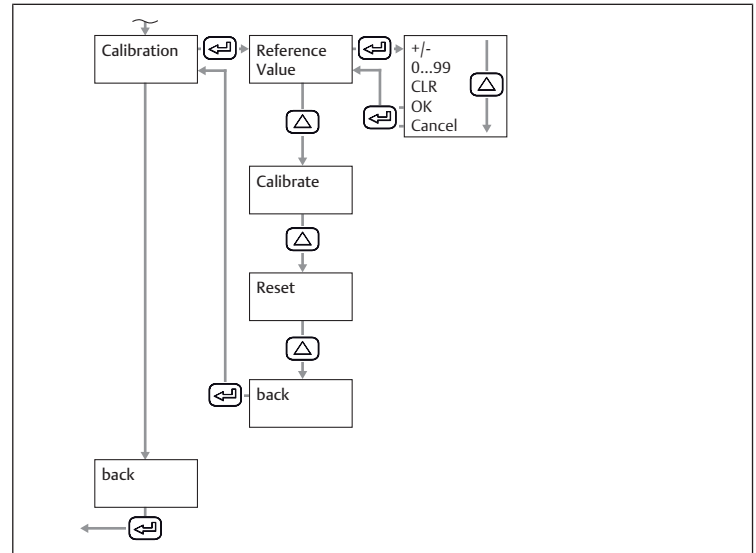 Calibration
Reference
Value
+/-
0...99
CLR
OK
Cancel
Calibrate
Reset
back
back